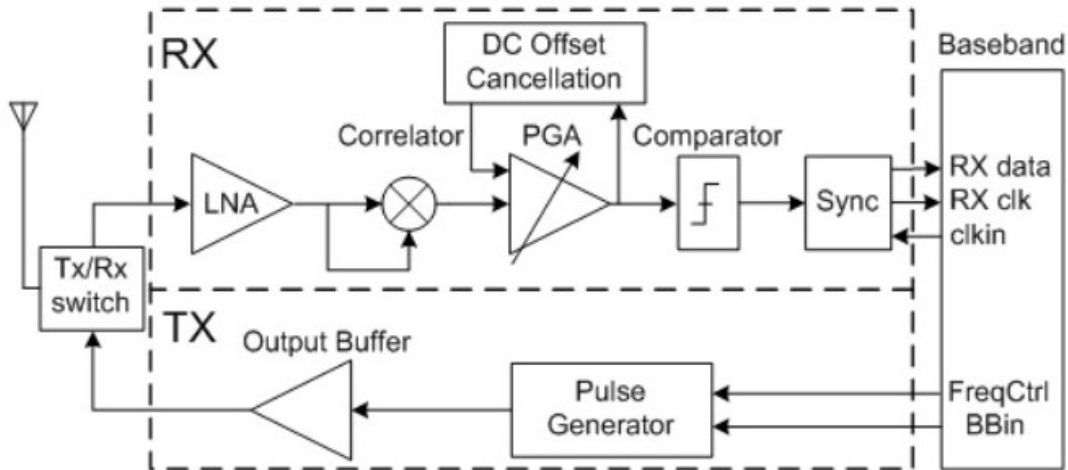 RX
DC Offset
Cancellation
Baseband
Correlator
PGA
Comparator
LNA
Sync
RX data
RX clk
clkin
Tx/Rx
switch
TX
Output Buffer
Pulse
Generator
FreqCtrl
BBin